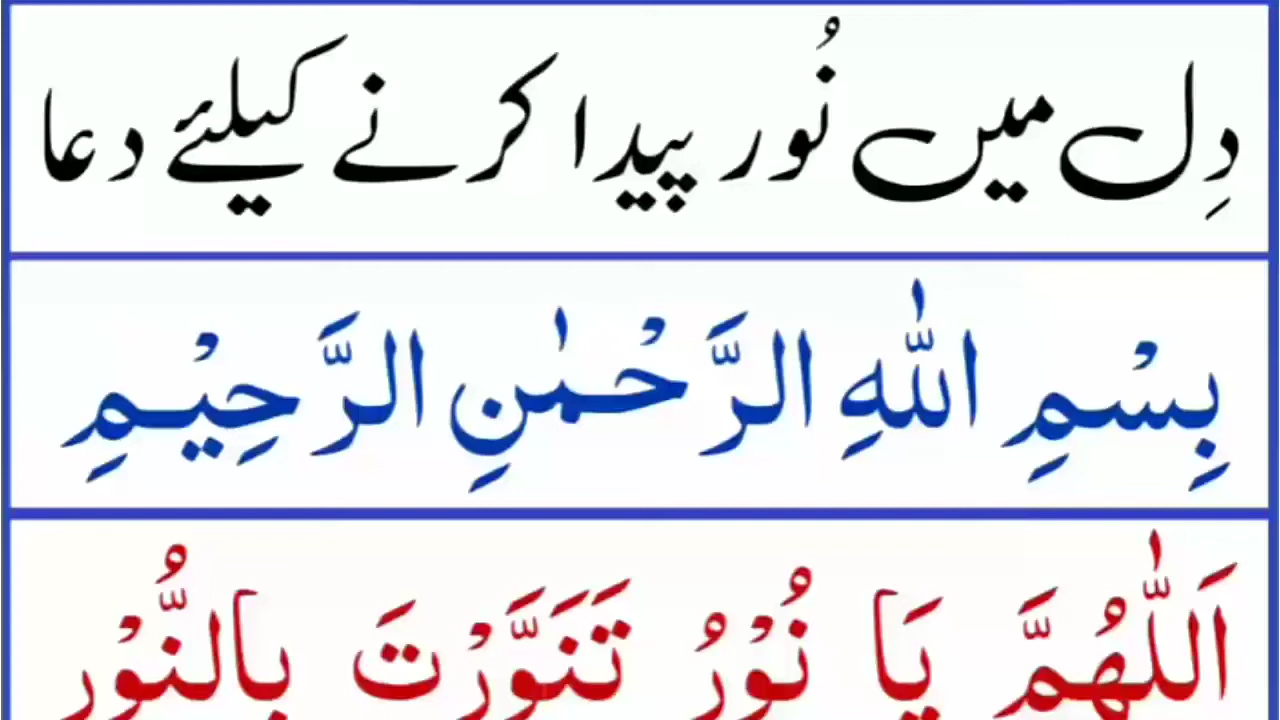 دِل میں نُور پیدا کرنے کیلئے دعا
بِسْمِ اللّٰهِ الرَّحْمٰنِ الرَّحِيْمِ
اَللّٰهُمَّ يَا نُوْرُ تَنَوَّرْتَ بِالنُّوْرِ